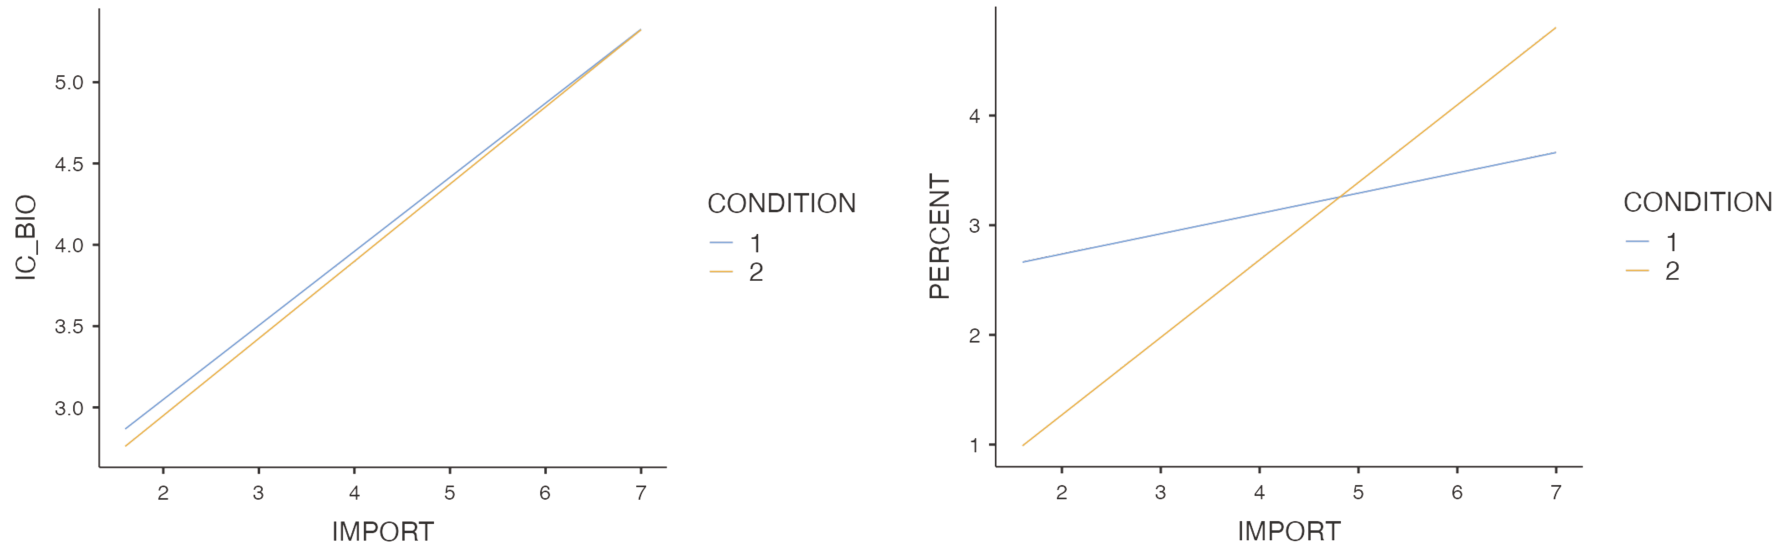 IC_BIO
5.0
4.5
4.0
3.5
3.0
2 3 4 5 6 7
IMPORT
CONDITION
1
2
PERCENT
4
3
2
1
2 3 4 5 6 7
IMPORT
CONDITION
1
2